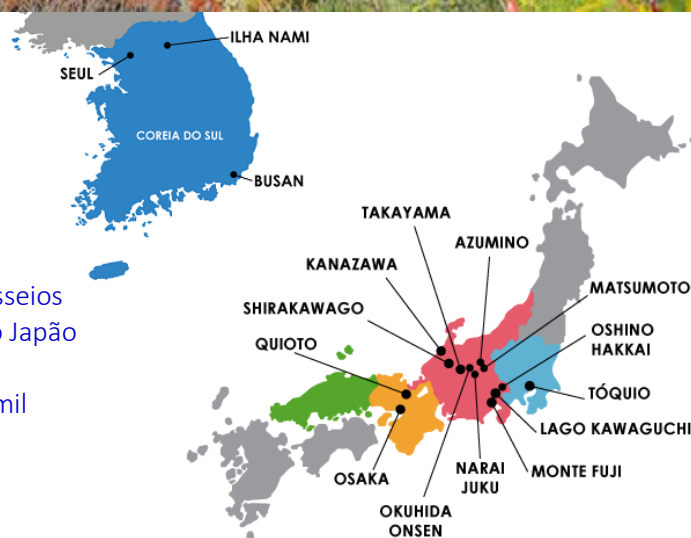 ILHA NAMI
SEUL
COREIA DO SUL
BUSAN
TAKAYAMA
AZUMINO
KANAZAWA
MATSUMOTO
SHIRAKAWAGO
OSHINO
HAKKAI
QUIOTO
TÓQUIO
LAGO KAWAGUCHI
NARAI
JUKU
MONTE FUJI
OSAKA
OKUHIDA
ONSEN
sseios
o Japão
mil